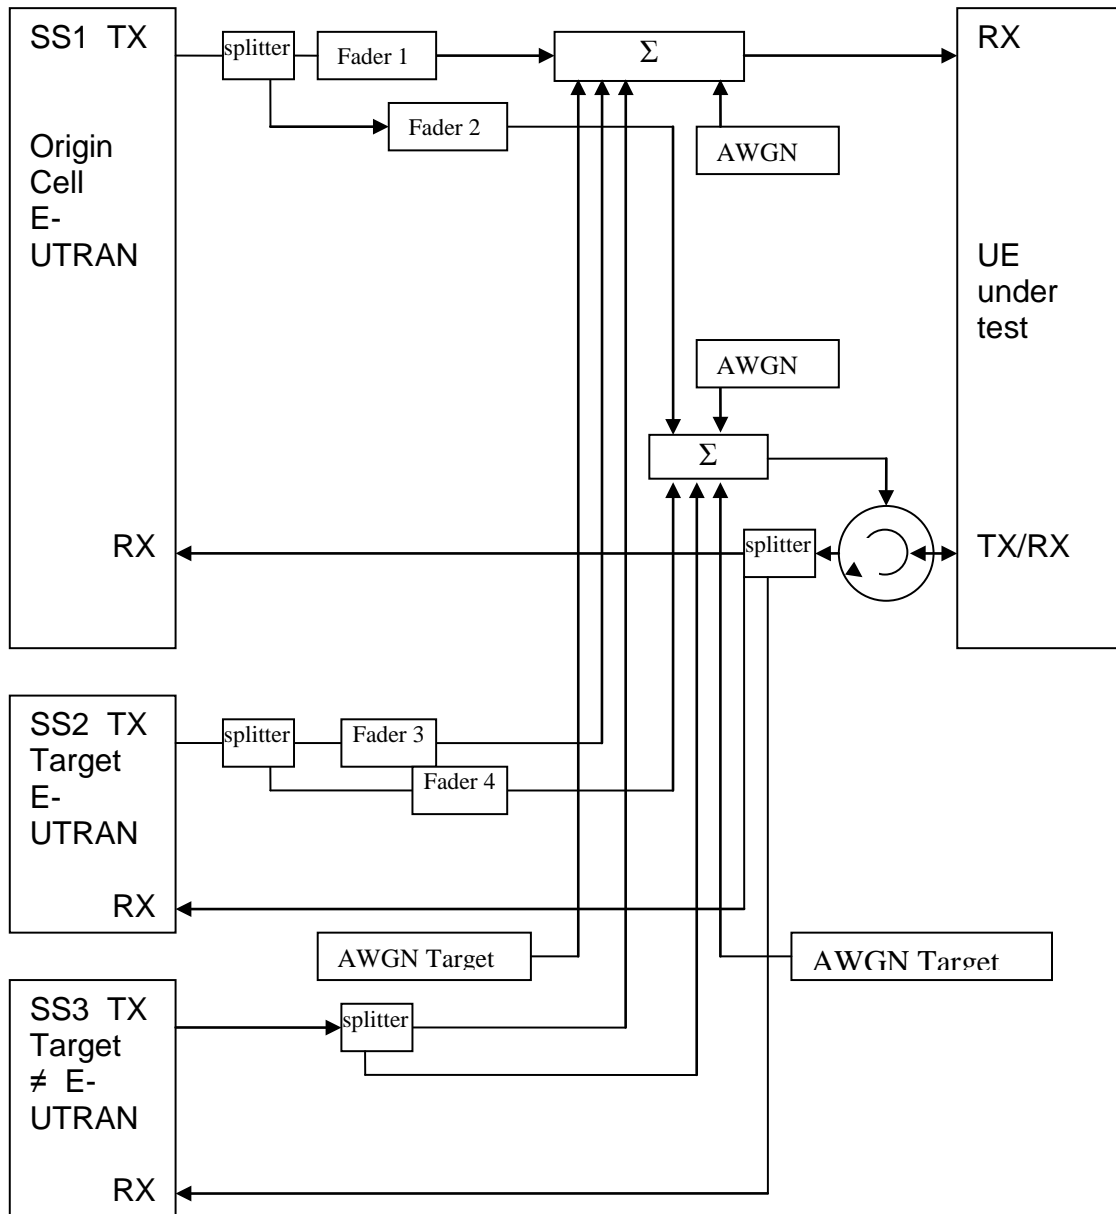 SS1 TX
Origin
Cell
E-
UTRAN
RX
splitter
Fader 1
Fader 2
Σ
AWGN
RX
UE
under
test
TX/RX
AWGN
Σ
splitter
SS2 TX
Target
E-
UTRAN
RX
splitter
Fader 3
Fader 4
AWGN Target
AWGN Target
SS3 TX
Target
≠ E-
UTRAN
RX
splitter